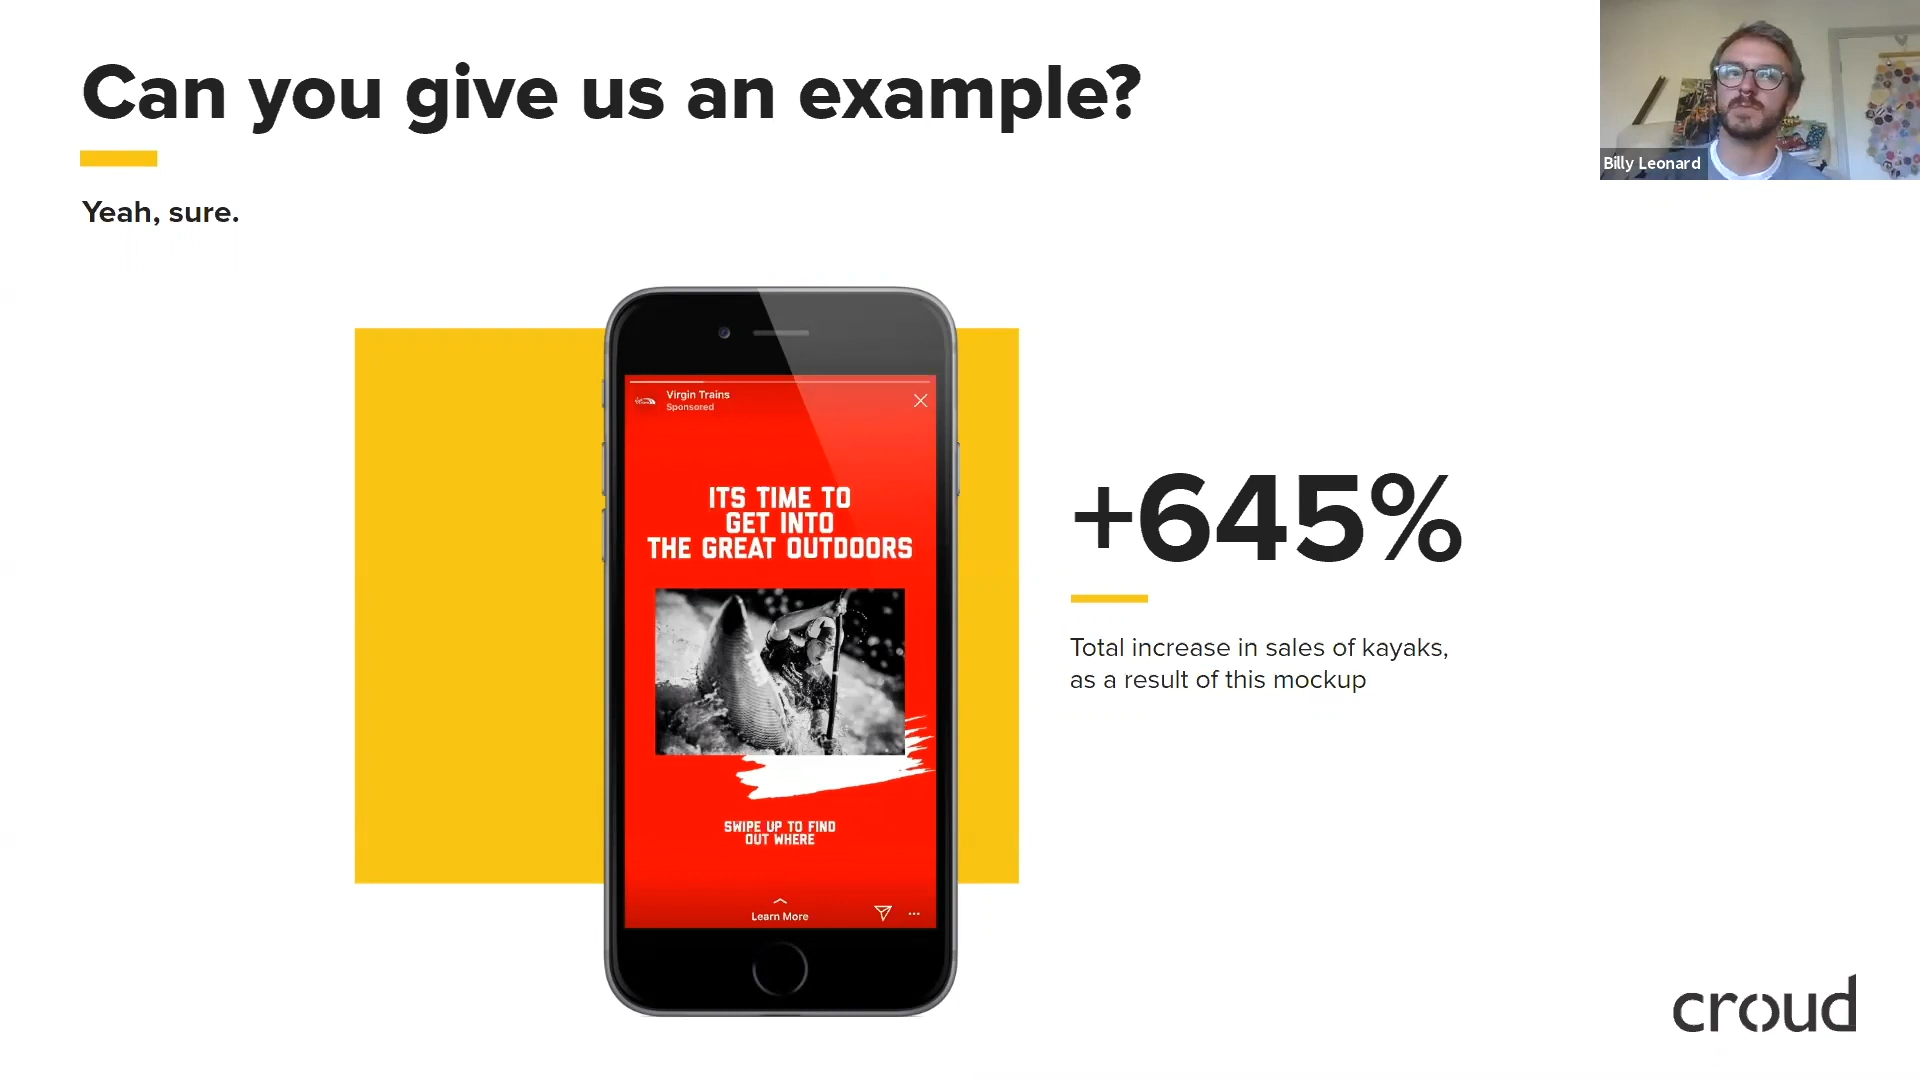 Can you give us an example?
Yeah, sure.
Billy Leonard
Virgin Trains
Sponsored
ITS TIME TO
GET INTO
THE GREAT OUTDOORS
SWIPE UP TO FIND
OUT WHERE
Learn More
+645%
Total increase in sales of kayaks,
as a result of this mockup
croud